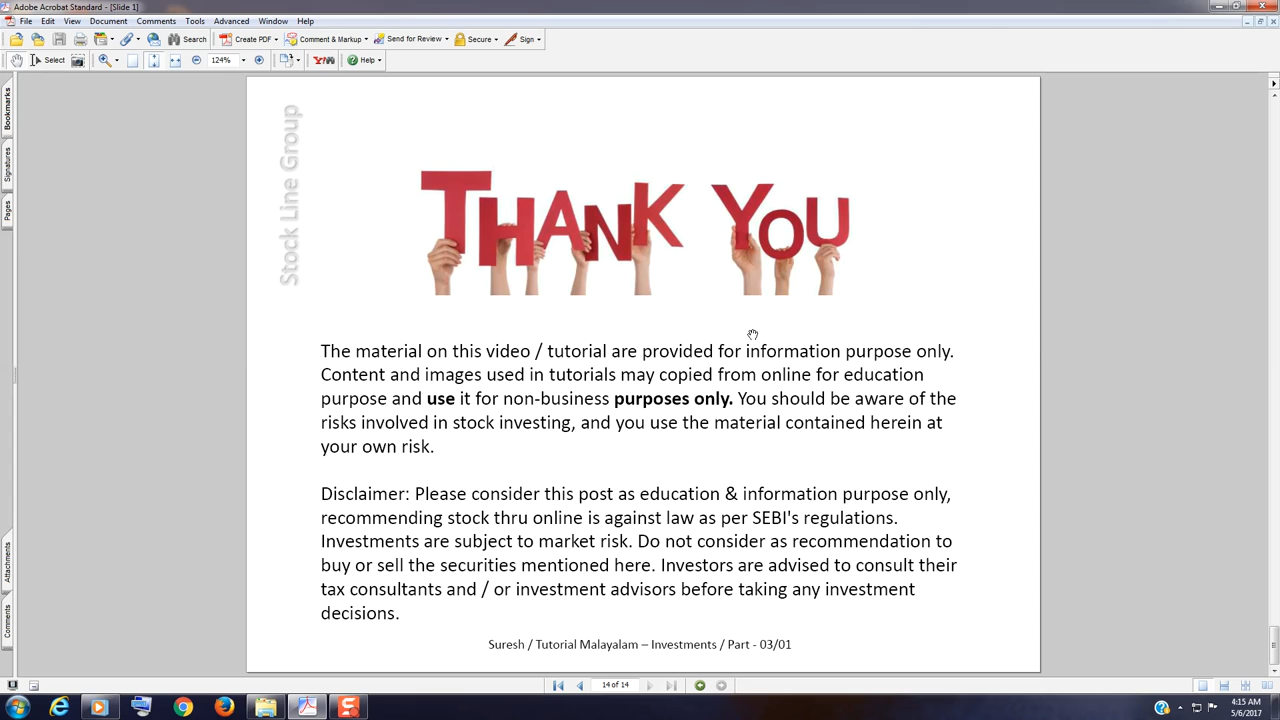 Adobe Acrobat Standard - [Slide 1]
File Edit View Document Comments Tools Advanced Window Help
Search Create PDF Comment & Markup Send for Review Secure Sign
Select 124% Y!M Help
Bookmarks
Signatures
Pages
Attachments
Comments
Stock Line Group
THANK YOU
The material on this video / tutorial are provided for information purpose only.
Content and images used in tutorials may copied from online for education
purpose and use it for non-business purposes only. You should be aware of the
risks involved in stock investing, and you use the material contained herein at
your own risk.
Disclaimer: Please consider this post as education & information purpose only,
recommending stock thru online is against law as per SEBI's regulations.
Investments are subject to market risk. Do not consider as recommendation to
buy or sell the securities mentioned here. Investors are advised to consult their
tax consultants and / or investment advisors before taking any investment
decisions.
Suresh / Tutorial Malayalam – Investments / Part - 03/01
14 of 14
4:15 AM
5/6/2017